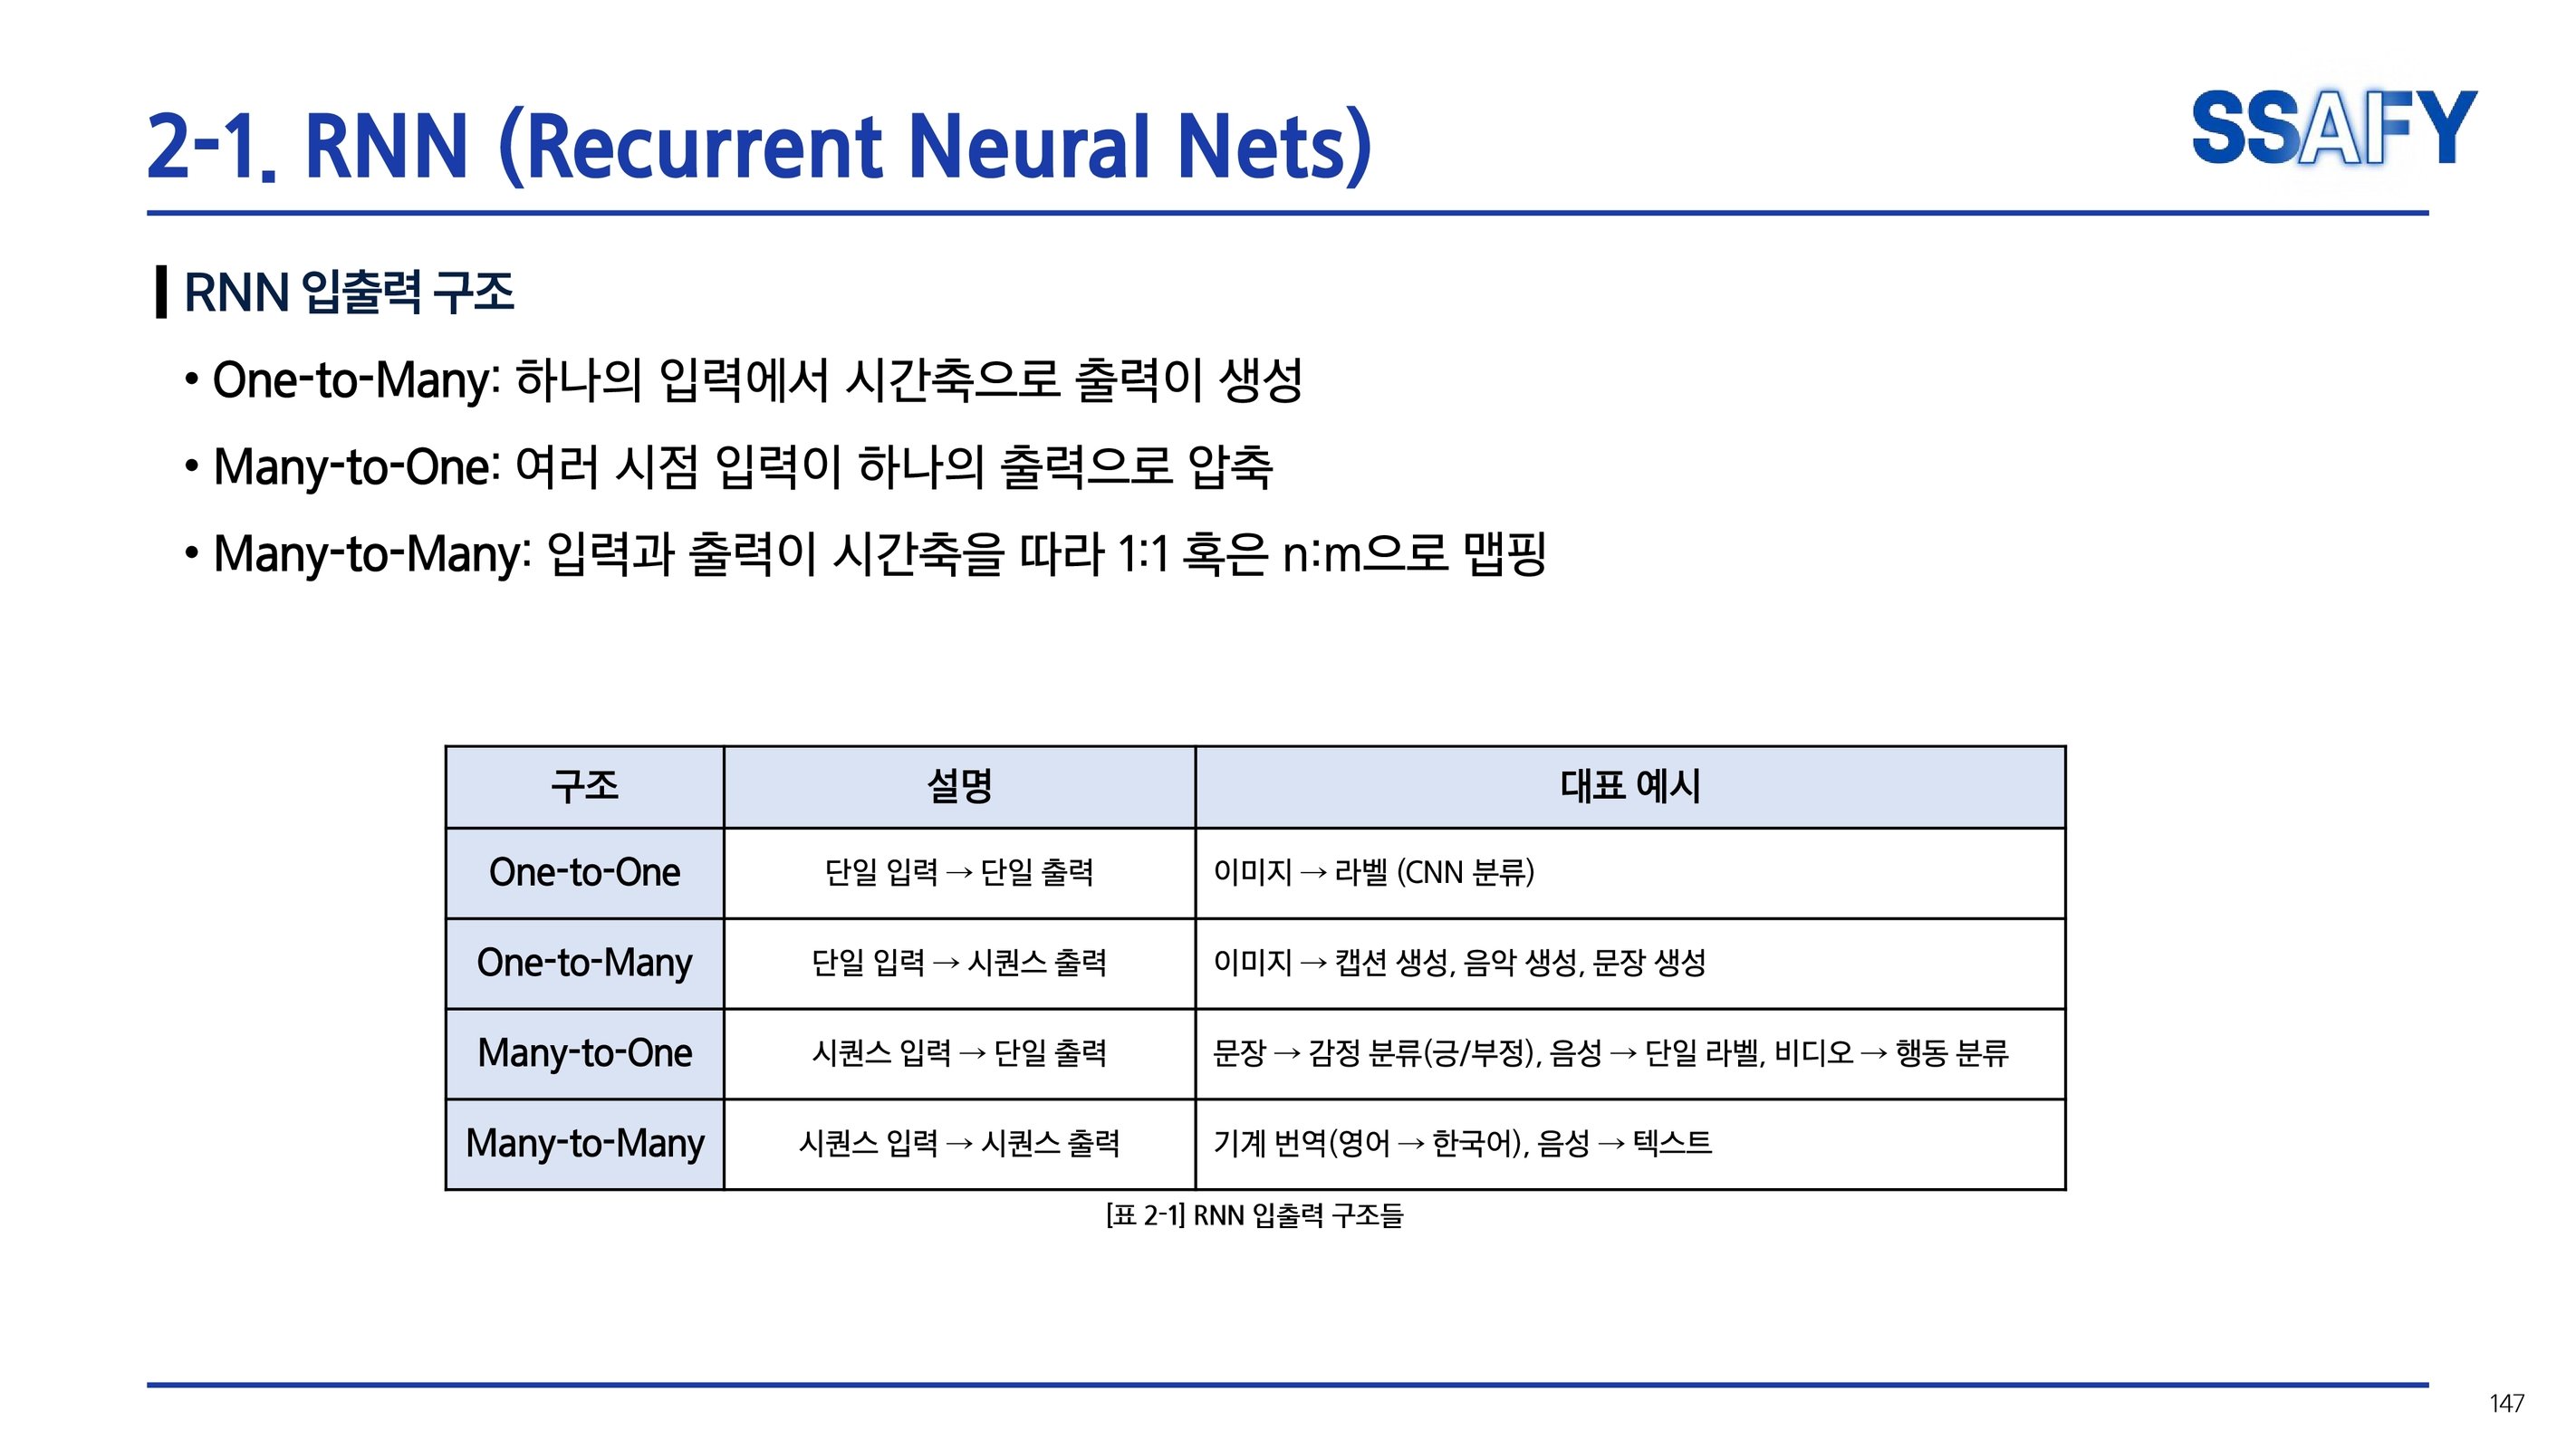 2-1. RNN (Recurrent Neural Nets)
SSAFY
RNN 입출력 구조
• One-to-Many: 하나의 입력에서 시간축으로 출력이 생성
• Many-to-One: 여러 시점 입력이 하나의 출력으로 압축
• Many-to-Many: 입력과 출력이 시간축을 따라 1:1 혹은 n:m으로 맵핑
구조 설명 대표 예시
One-to-One 단일 입력 → 단일 출력 이미지 → 라벨 (CNN 분류)
One-to-Many 단일 입력 → 시퀀스 출력 이미지 → 캡션 생성, 음악 생성, 문장 생성
Many-to-One 시퀀스 입력 → 단일 출력 문장 → 감정 분류(긍/부정), 음성 → 단일 라벨, 비디오 → 행동 분류
Many-to-Many 시퀀스 입력 → 시퀀스 출력 기계 번역(영어 → 한국어), 음성 → 텍스트
[표 2-1] RNN 입출력 구조들
147